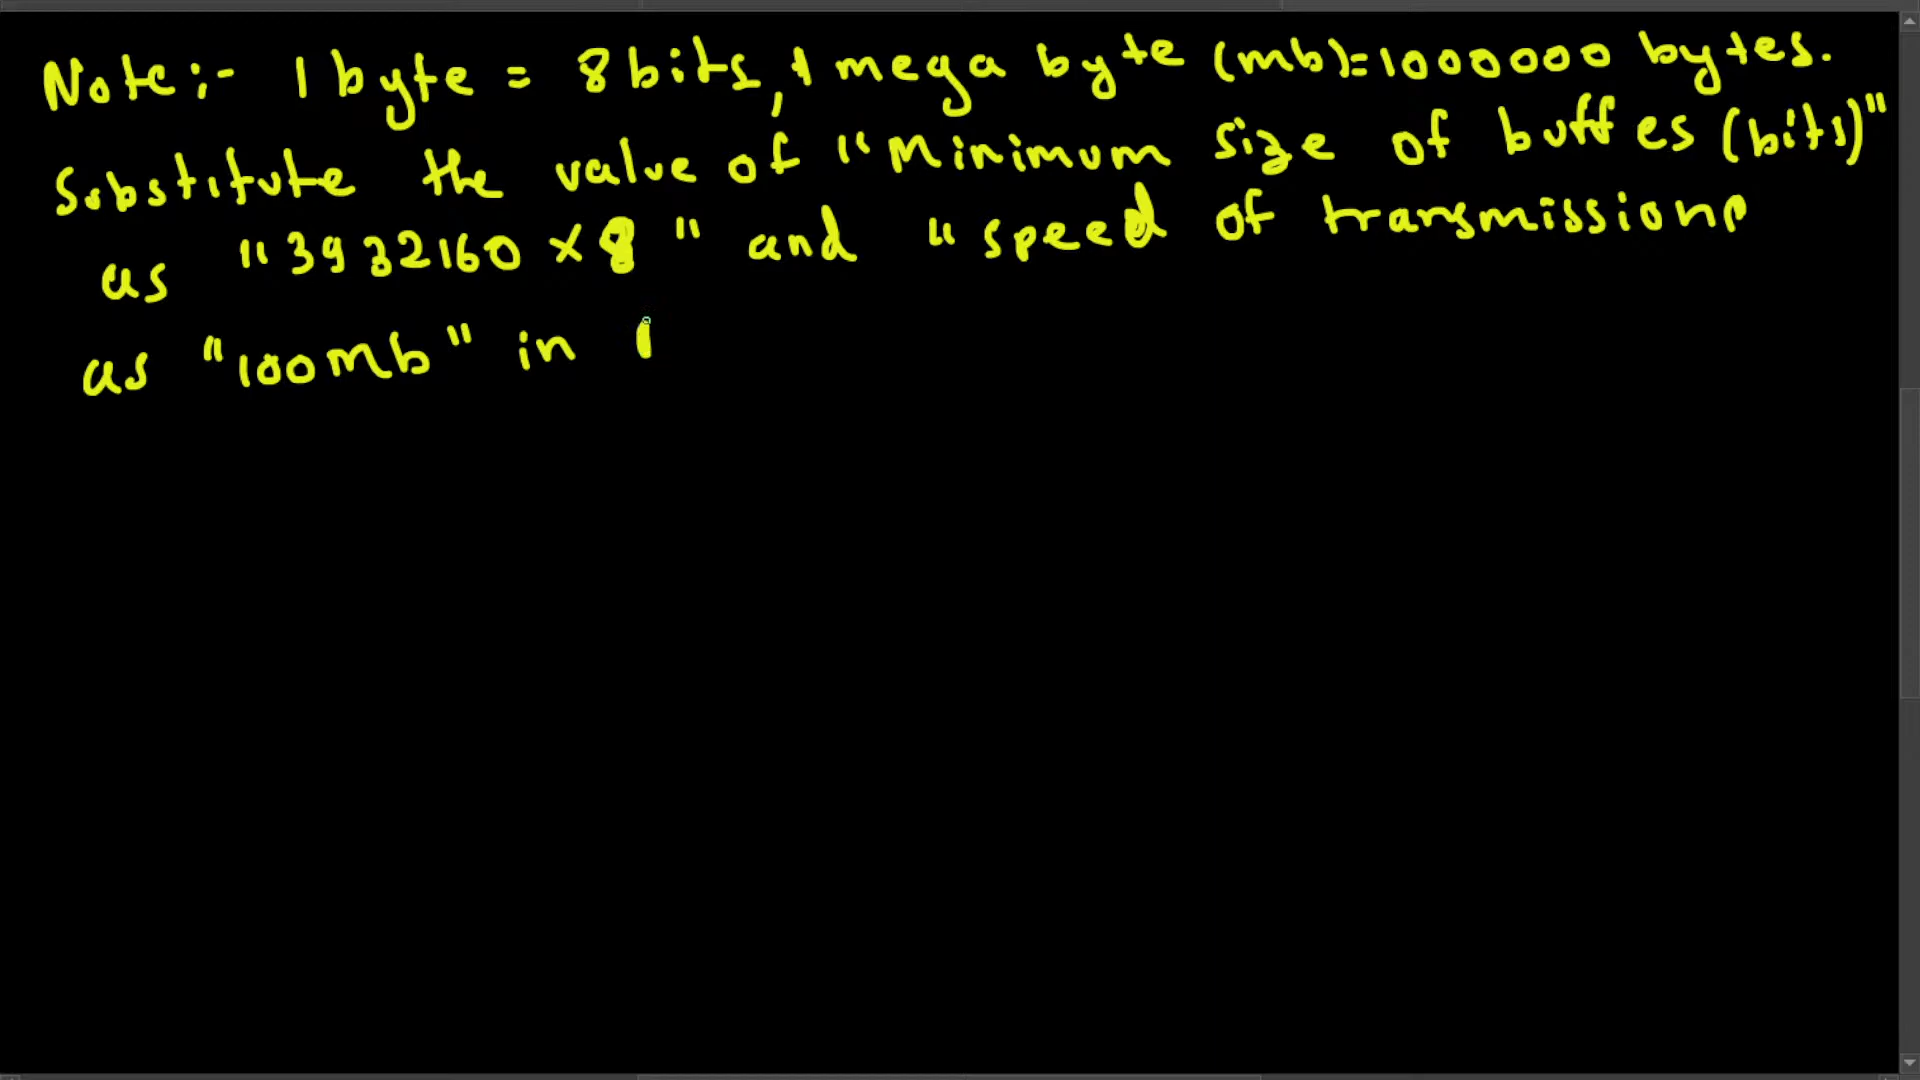 Note:- 1 byte = 8 bits, 1 mega byte (mb)=1000000 bytes.
Substitute the value of "Minimum size of buffes (bits)"
as "3932160 × 8" and "speed of transmission
as "100mb" in